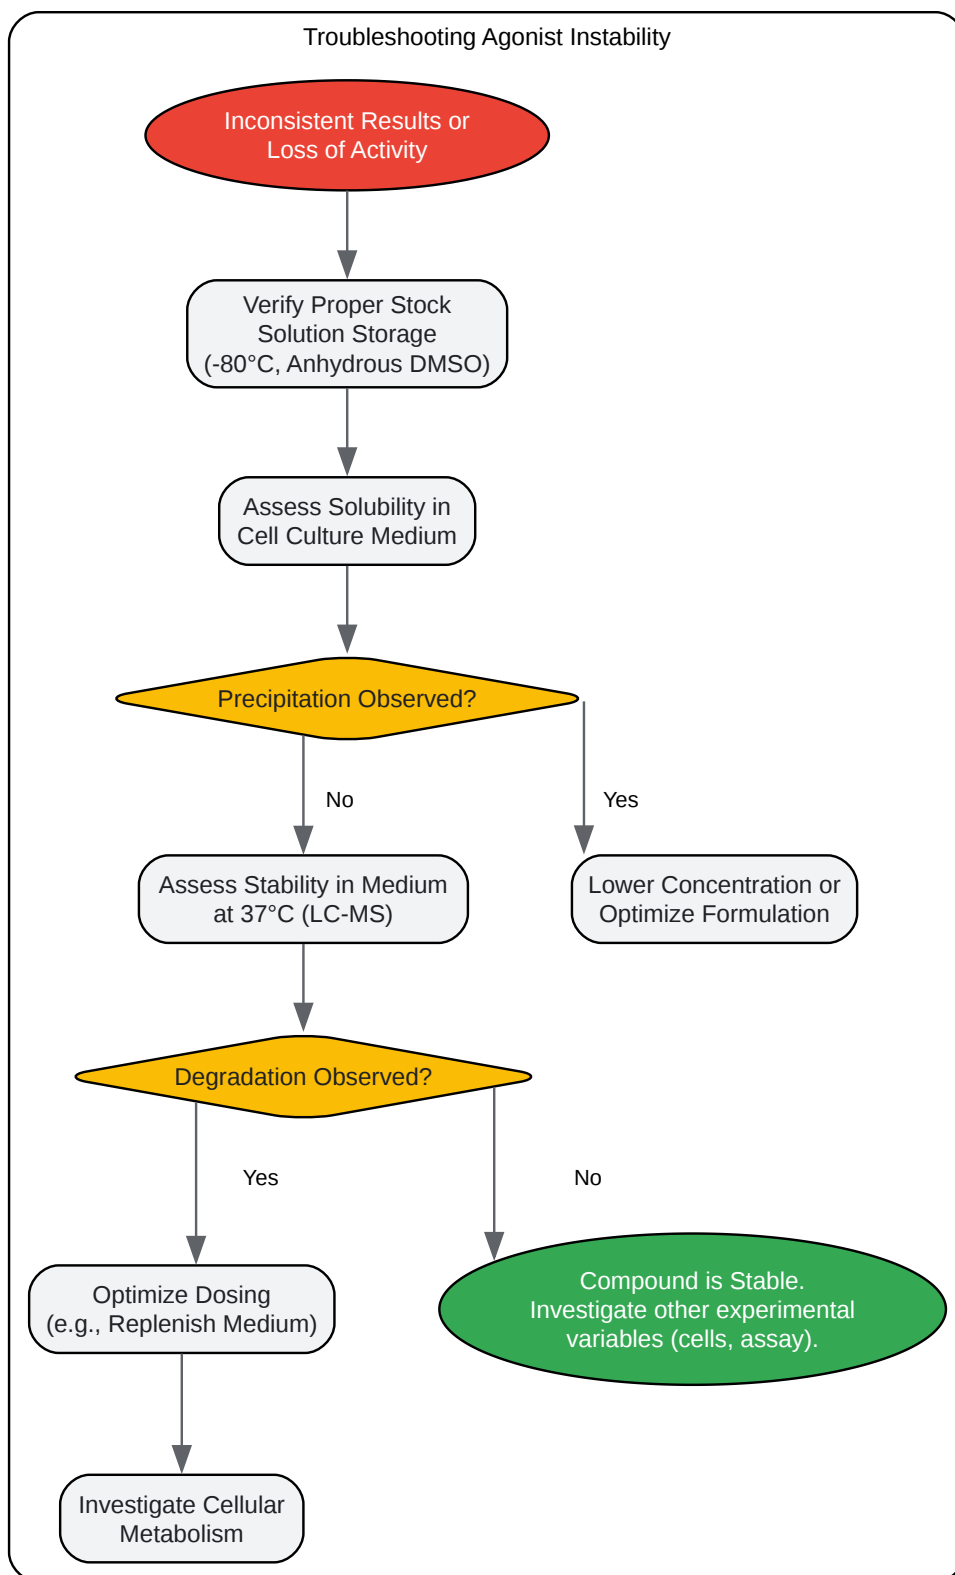 Troubleshooting Agonist Instability
Inconsistent Results or
Loss of Activity
Verify Proper Stock
Solution Storage
(-80°C, Anhydrous DMSO)
Assess Solubility in
Cell Culture Medium
Precipitation Observed?
No
Yes
Assess Stability in Medium
at 37°C (LC-MS)
Lower Concentration or
Optimize Formulation
Degradation Observed?
Yes
No
Optimize Dosing
(e.g., Replenish Medium)
Compound is Stable.
Investigate other experimental
variables (cells, assay).
Investigate Cellular
Metabolism